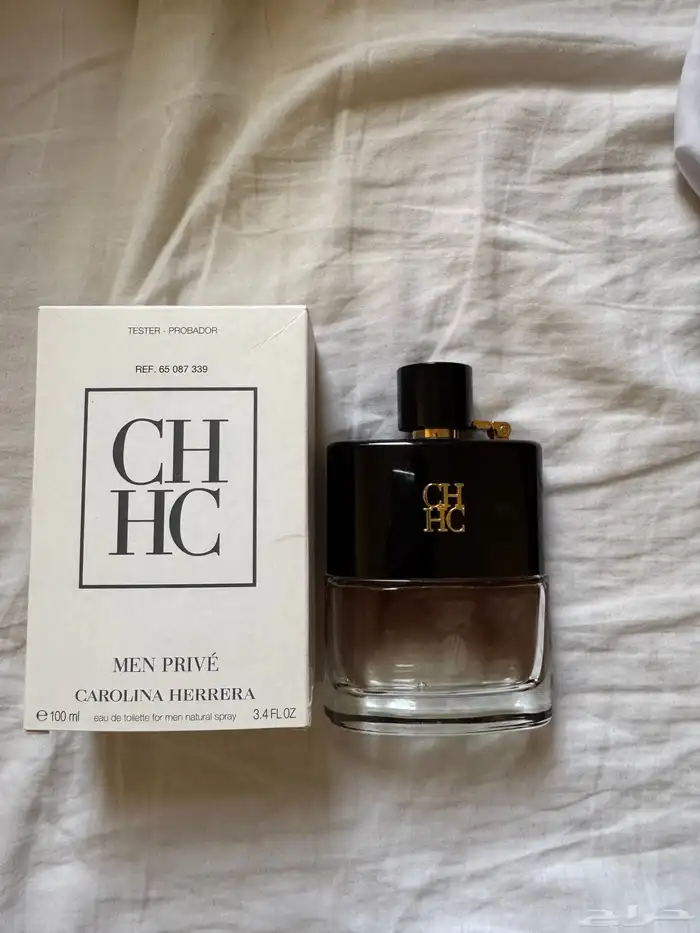 TESTER - PROBADOR
REF. 65 087 339
CH
HC
MEN PRIVÉ
CAROLINA HERRERA
℮ 100 ml eau de toilette for men natural spray 3.4 FL OZ
CH
HC
حراج